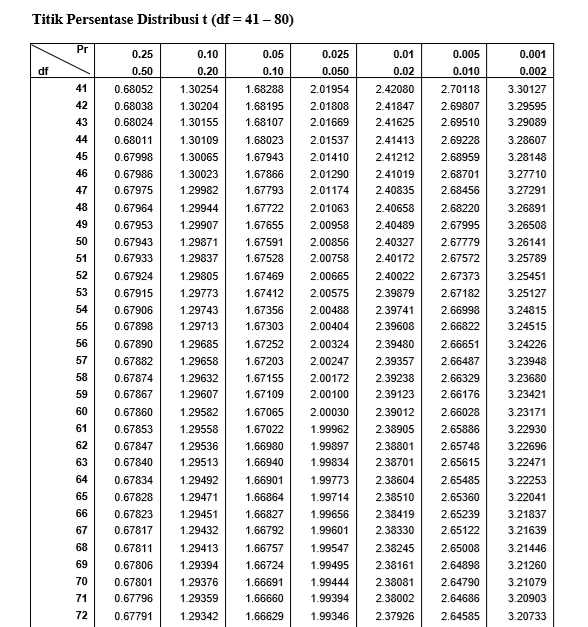 Titik Persentase Distribusi t (df = 41 – 80)
Pr 0.25 0.10 0.05 0.025 0.01 0.005 0.001
df 0.50 0.20 0.10 0.050 0.02 0.010 0.002
41 0.68052 1.30254 1.68288 2.01954 2.42080 2.70118 3.30127
42 0.68038 1.30204 1.68195 2.01808 2.41847 2.69807 3.29595
43 0.68024 1.30155 1.68107 2.01669 2.41625 2.69510 3.29089
44 0.68011 1.30109 1.68023 2.01537 2.41413 2.69228 3.28607
45 0.67998 1.30065 1.67943 2.01410 2.41212 2.68959 3.28148
46 0.67986 1.30023 1.67866 2.01290 2.41019 2.68701 3.27710
47 0.67975 1.29982 1.67793 2.01174 2.40835 2.68456 3.27291
48 0.67964 1.29944 1.67722 2.01063 2.40658 2.68220 3.26891
49 0.67953 1.29907 1.67655 2.00958 2.40489 2.67995 3.26508
50 0.67943 1.29871 1.67591 2.00856 2.40327 2.67779 3.26141
51 0.67933 1.29837 1.67528 2.00758 2.40172 2.67572 3.25789
52 0.67924 1.29805 1.67469 2.00665 2.40022 2.67373 3.25451
53 0.67915 1.29773 1.67412 2.00575 2.39879 2.67182 3.25127
54 0.67906 1.29743 1.67356 2.00488 2.39741 2.66998 3.24815
55 0.67898 1.29713 1.67303 2.00404 2.39608 2.66822 3.24515
56 0.67890 1.29685 1.67252 2.00324 2.39480 2.66651 3.24226
57 0.67882 1.29658 1.67203 2.00247 2.39357 2.66487 3.23948
58 0.67874 1.29632 1.67155 2.00172 2.39238 2.66329 3.23680
59 0.67867 1.29607 1.67109 2.00100 2.39123 2.66176 3.23421
60 0.67860 1.29582 1.67065 2.00030 2.39012 2.66028 3.23171
61 0.67853 1.29558 1.67022 1.99962 2.38905 2.65886 3.22930
62 0.67847 1.29536 1.66980 1.99897 2.38801 2.65748 3.22696
63 0.67840 1.29513 1.66940 1.99834 2.38701 2.65615 3.22471
64 0.67834 1.29492 1.66901 1.99773 2.38604 2.65485 3.22253
65 0.67828 1.29471 1.66864 1.99714 2.38510 2.65360 3.22041
66 0.67823 1.29451 1.66827 1.99656 2.38419 2.65239 3.21837
67 0.67817 1.29432 1.66792 1.99601 2.38330 2.65122 3.21639
68 0.67811 1.29413 1.66757 1.99547 2.38245 2.65008 3.21446
69 0.67806 1.29394 1.66724 1.99495 2.38161 2.64898 3.21260
70 0.67801 1.29376 1.66691 1.99444 2.38081 2.64790 3.21079
71 0.67796 1.29359 1.66660 1.99394 2.38002 2.64686 3.20903
72 0.67791 1.29342 1.66629 1.99346 2.37926 2.64585 3.20733